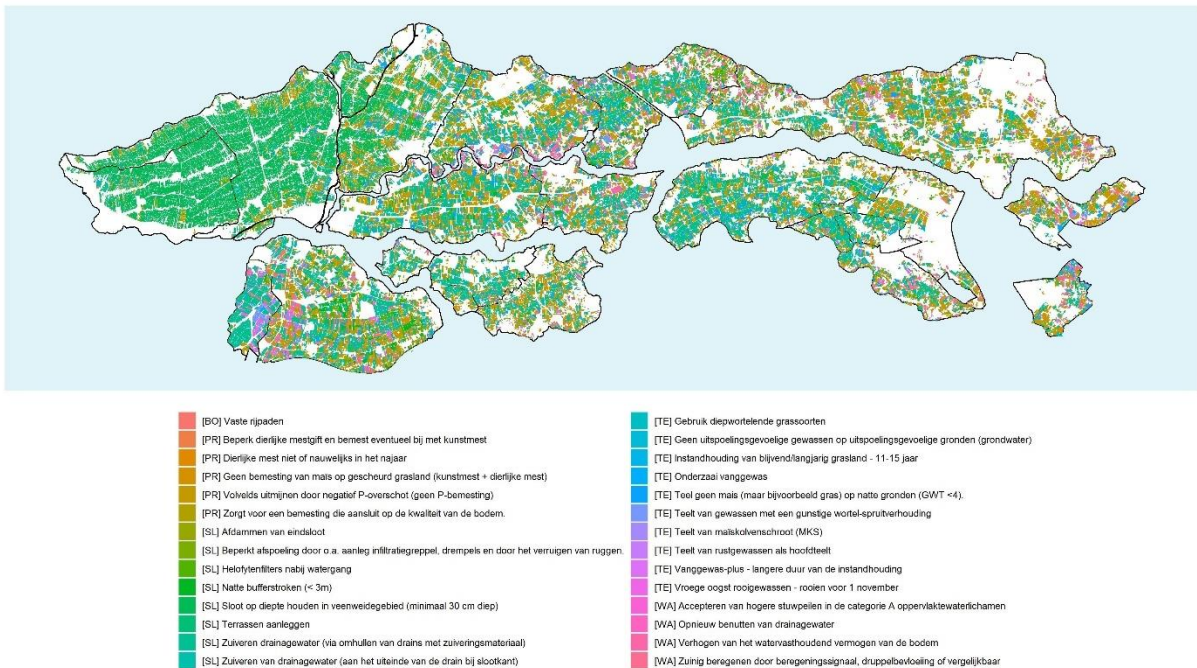 [BO] Vaste rijpaden
[PR] Beperk dierlijke mestgift en bemest eventueel bij met kunstmest
[PR] Dierlijke mest niet of nauwelijks in het najaar
[PR] Geen bemesting van maïs op gescheurd grasland (kunstmest + dierlijke mest)
[PR] Volvelds uitmijnen door negatief P-overschot (geen P-bemesting)
[PR] Zorgt voor een bemesting die aansluit op de kwaliteit van de bodem.
[SL] Afdammen van eindsloot
[SL] Beperkt afspoeling door o.a. aanleg infiltratiegreppel, drempels en door het verruigen van ruggen.
[SL] Helofytenfilters nabij watergang
[SL] Natte bufferstroken (< 3m)
[SL] Sloot op diepte houden in veenweidegebied (minimaal 30 cm diep)
[SL] Terrassen aanleggen
[SL] Zuiveren drainagewater (via omhullen van drains met zuiveringsmateriaal)
[SL] Zuiveren van drainagewater (aan het uiteinde van de drain bij slootkant)
[TE] Gebruik diepwortelende grassoorten
[TE] Geen uitspoelingsgevoelige gewassen op uitspoelingsgevoelige gronden (grondwater)
[TE] Instandhouding van blijvend/langjarig grasland - 11-15 jaar
[TE] Onderzaai vanggewas
[TE] Teel geen mais (maar bijvoorbeeld gras) op natte gronden (GWT <4).
[TE] Teelt van gewassen met een gunstige wortel-spruitverhouding
[TE] Teelt van maïskolvenschroot (MKS)
[TE] Teelt van rustgewassen als hoofdteelt
[TE] Vanggewas-plus - langere duur van de instandhouding
[TE] Vroege oogst rooigewassen - rooien voor 1 november
[WA] Accepteren van hogere stuwpeilen in de categorie A oppervlaktewaterlichamen
[WA] Opnieuw benutten van drainagewater
[WA] Verhogen van het watervasthoudend vermogen van de bodem
[WA] Zuinig beregenen door beregeningssignaal, druppelbevloeiing of vergelijkbaar